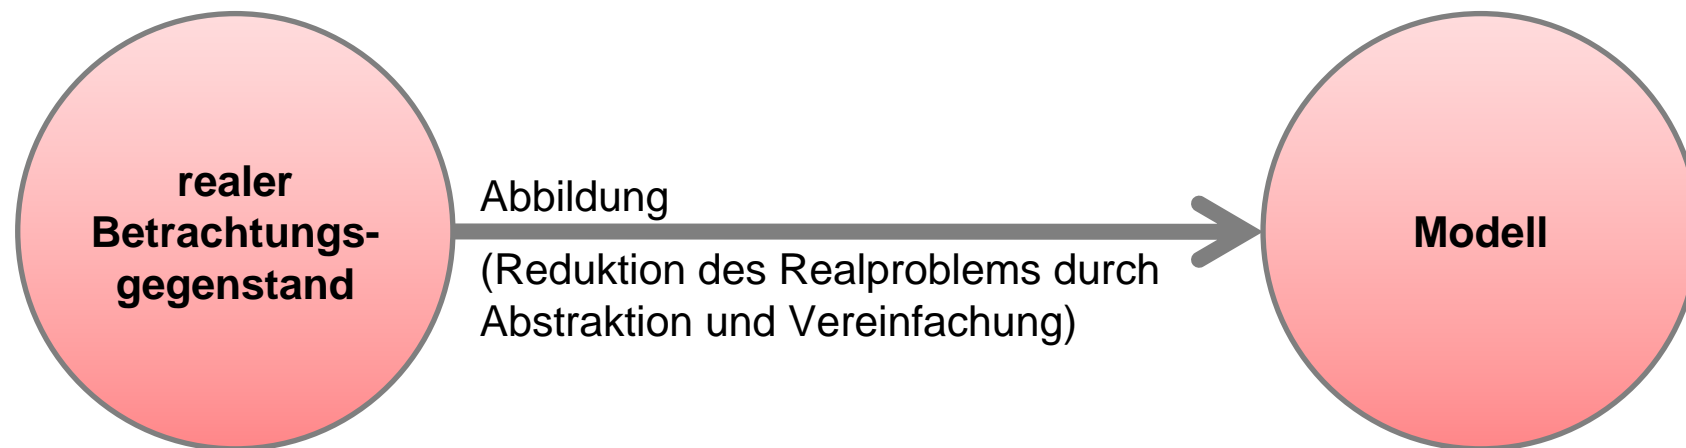 realer
Betrachtungs-
gegenstand
Abbildung
(Reduktion des Realproblems durch
Abstraktion und Vereinfachung)
Modell